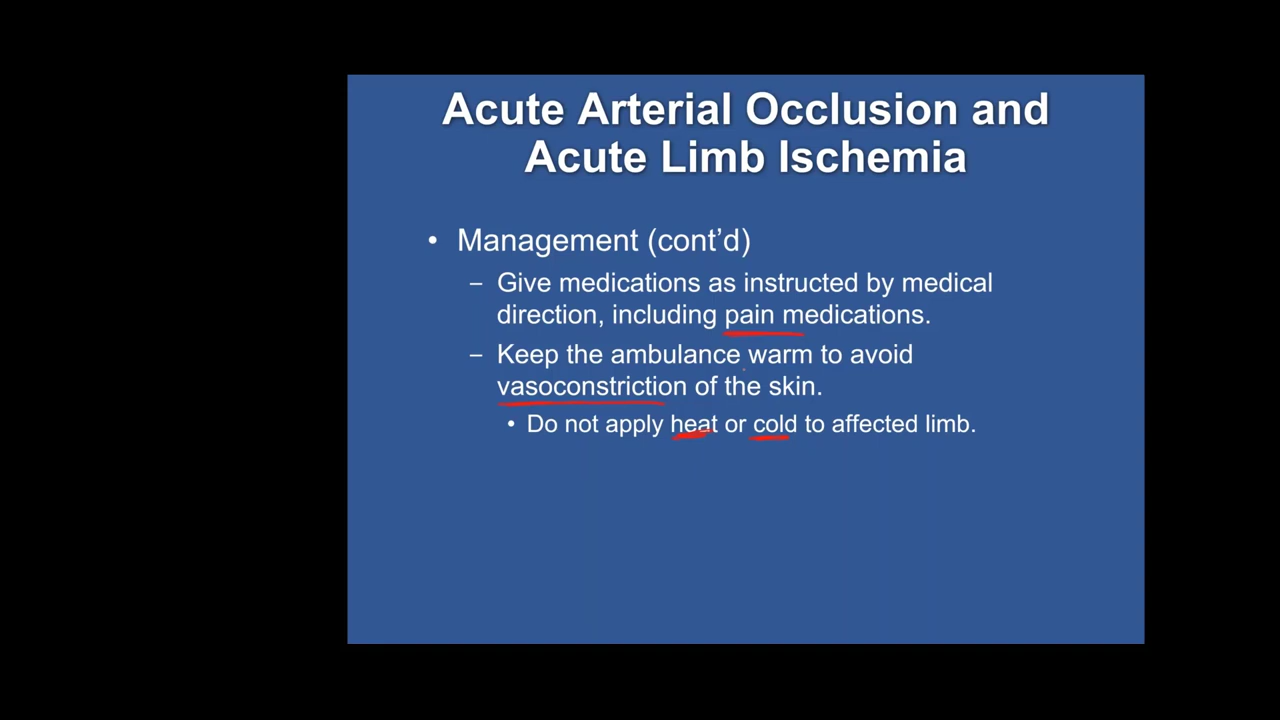 Acute Arterial Occlusion and
Acute Limb Ischemia
• Management (cont’d)
– Give medications as instructed by medical
direction, including pain medications.
– Keep the ambulance warm to avoid
vasoconstriction of the skin.
• Do not apply heat or cold to affected limb.